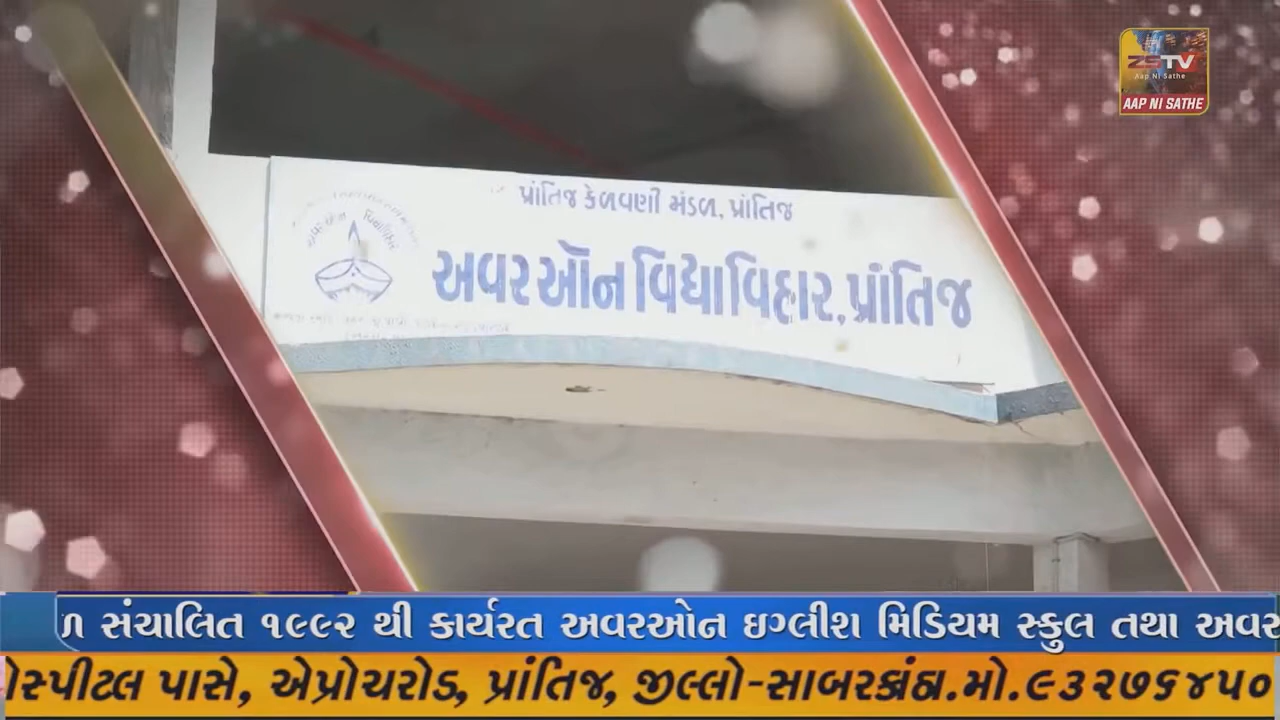 ZSTV
Aap Ni Sathe
AAP NI SATHE
પ્રાંતિજ કેળવણી મંડળ, પ્રાંતિજ
અવર ઑન વિદ્યાવિહાર, પ્રાંતિજ
ળ સંચાલિત ૧૯૯૨ થી કાર્યરત અવરઓન ઇગ્લીશ મિડિયમ સ્કુલ તથા અવર
ોસ્પીટલ પાસે, એપ્રોચરોડ, પ્રાંતિજ, જીલ્લો-સાબરકાંઠા.મો.૯૩૨૭૬૪૫૦